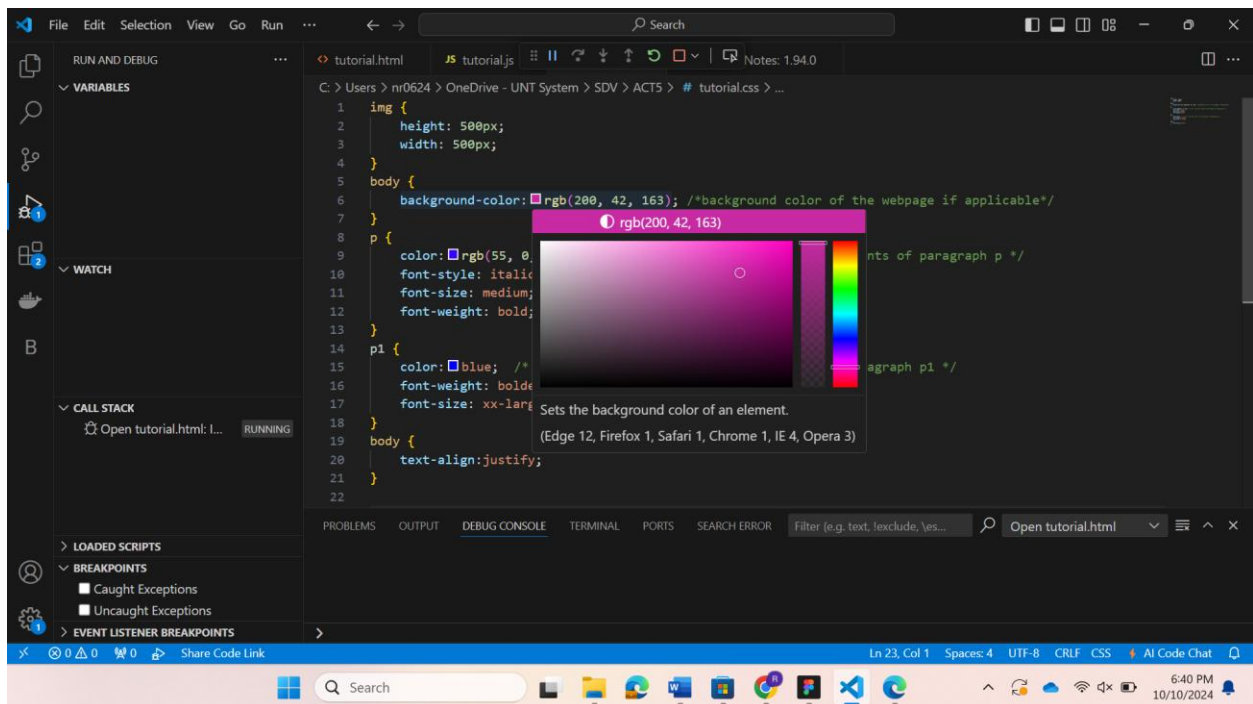 File Edit Selection View Go Run ··· Search
RUN AND DEBUG ···
VARIABLES
WATCH
CALL STACK
Open tutorial.html: I... RUNNING
LOADED SCRIPTS
BREAKPOINTS
Caught Exceptions
Uncaught Exceptions
EVENT LISTENER BREAKPOINTS
tutorial.html JS tutorial.js Notes: 1.94.0
C: > Users > nr0624 > OneDrive - UNT System > SDV > ACT5 > # tutorial.css > ...
1 img {
2 height: 500px;
3 width: 500px;
4 }
5 body {
6 background-color: rgb(200, 42, 163); /*background color of the webpage if applicable*/
7 }
8 p {
9 color: rgb(55, 0 nts of paragraph p */
10 font-style: italic
11 font-size: medium;
12 font-weight: bold;
13 }
14 p1 {
15 color: blue; /* agraph p1 */
16 font-weight: bolde
17 font-size: xx-larg
18 }
19 body {
20 text-align:justify;
21 }
22
rgb(200, 42, 163)
Sets the background color of an element.
(Edge 12, Firefox 1, Safari 1, Chrome 1, IE 4, Opera 3)
PROBLEMS OUTPUT DEBUG CONSOLE TERMINAL PORTS SEARCH ERROR Filter (e.g. text, !exclude, \es... Open tutorial.html
>
0 0 0 Share Code Link Ln 23, Col 1 Spaces: 4 UTF-8 CRLF CSS AI Code Chat
Search 6:40 PM
10/10/2024